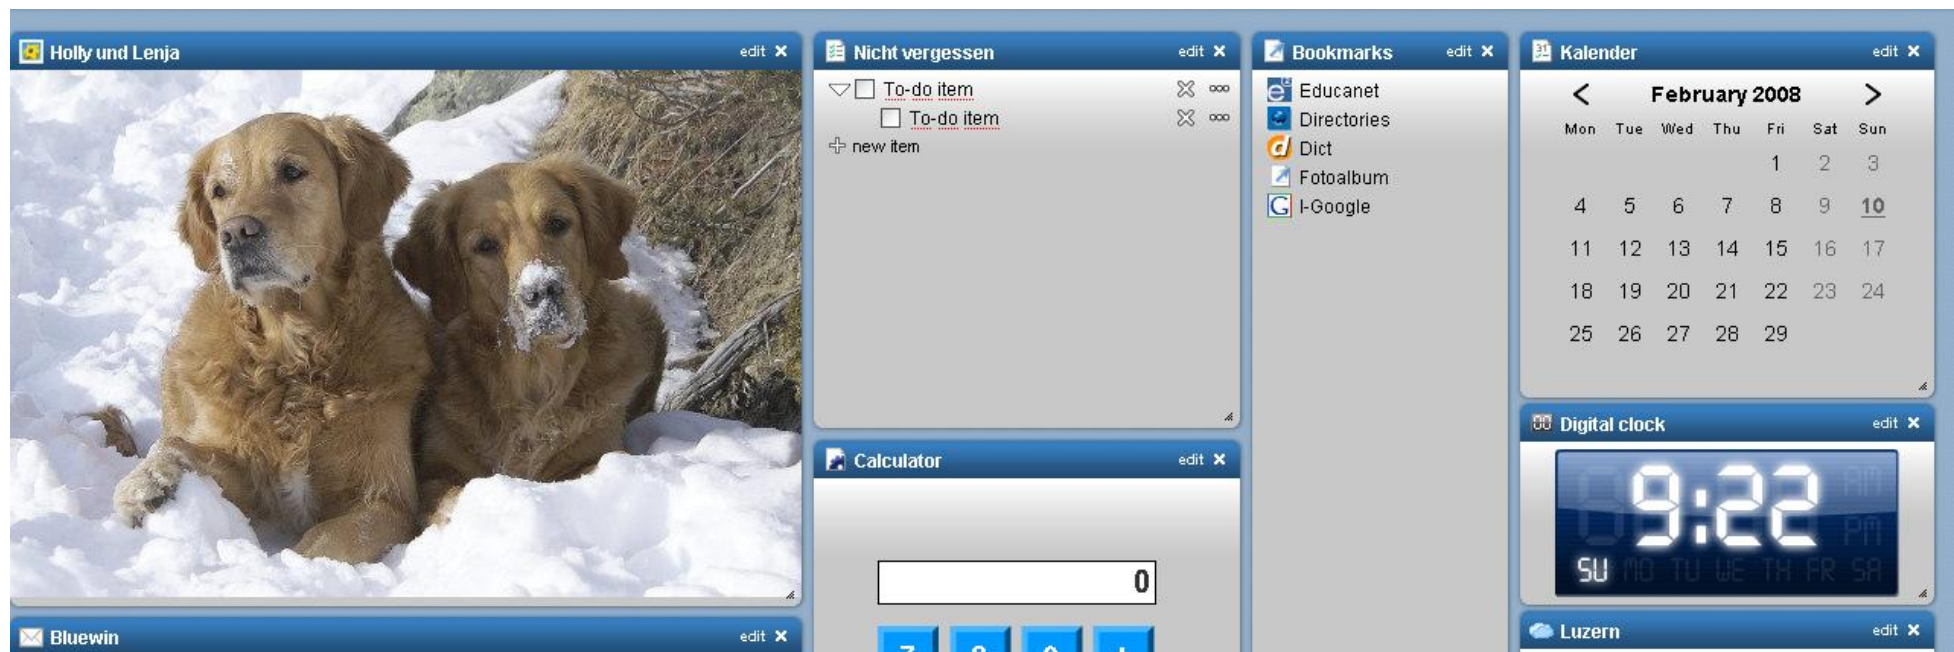 Holly und Lenja edit
Nicht vergessen edit
To-do item
To-do item
new item
Calculator edit
0
7 8 9 +
Bookmarks edit
Educanet
Directories
Dict
Fotoalbum
I-Google
Kalender edit
< February 2008 >
Mon Tue Wed Thu Fri Sat Sun
1 2 3
4 5 6 7 8 9 10
11 12 13 14 15 16 17
18 19 20 21 22 23 24
25 26 27 28 29
Digital clock edit
9:22
AM
PM
SU MO TU WE TH FR SA
Bluewin edit
Luzern edit